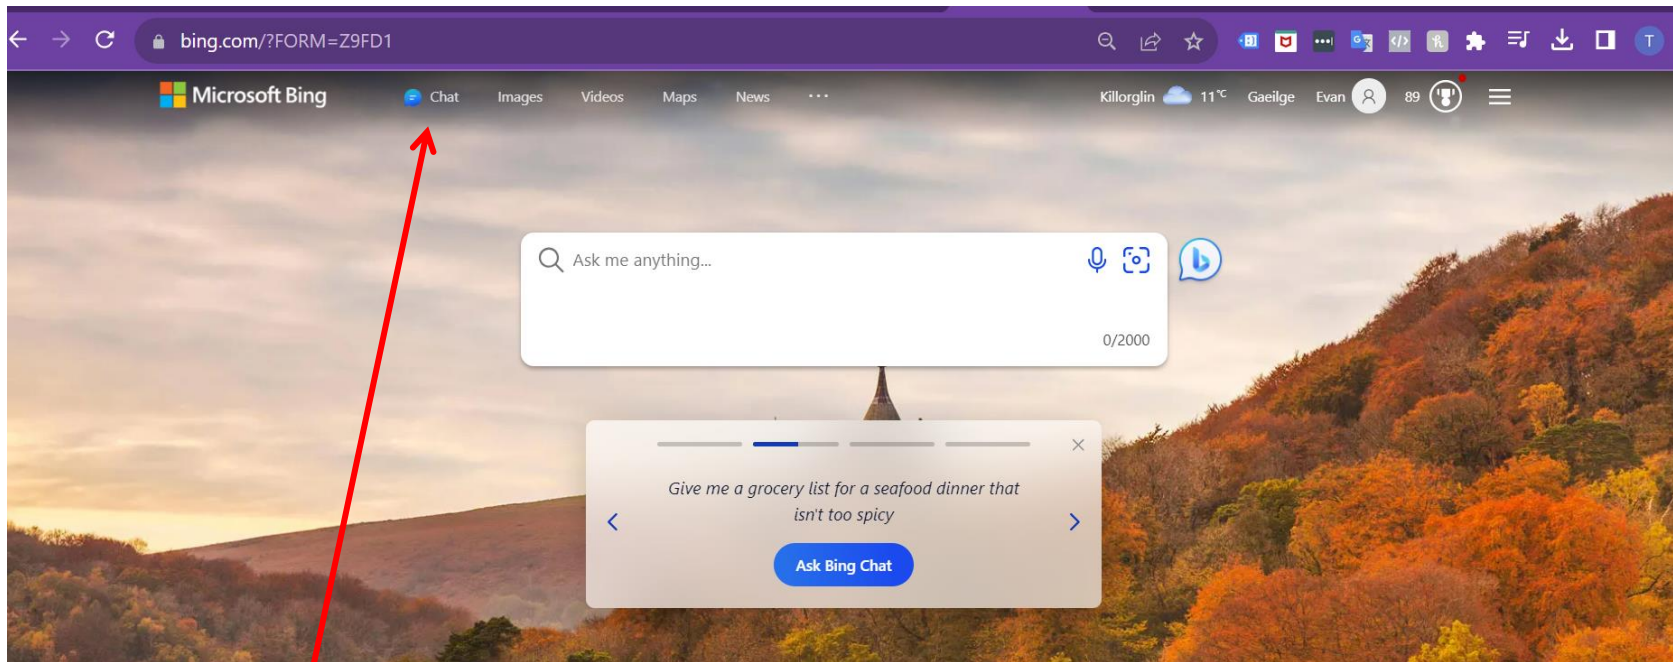 bing.com/?FORM=Z9FD1
T
Microsoft Bing
Chat
Images
Videos
Maps
News
Killorglin
11°C
Gaeilge
Evan
89
Ask me anything...
0/2000
Give me a grocery list for a seafood dinner that
isn't too spicy
Ask Bing Chat